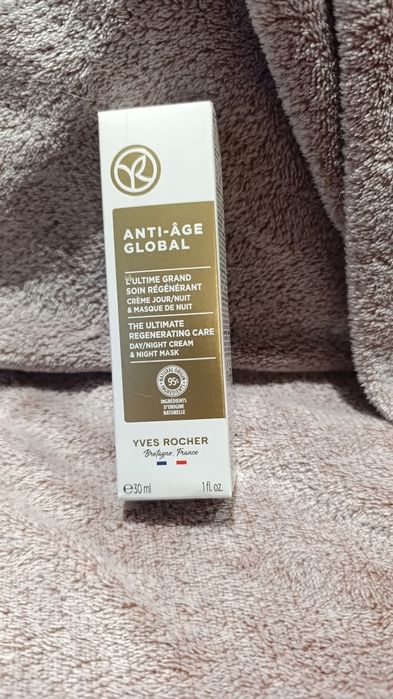 ANTI-ÂGE
GLOBAL
L'ULTIME GRAND
SOIN RÉGÉNÉRANT
CRÈME JOUR/NUIT
& MASQUE DE NUIT
THE ULTIMATE
REGENERATING CARE
DAY/NIGHT CREAM
& NIGHT MASK
95%
INGRÉDIENTS
D'ORIGINE
NATURELLE
YVES ROCHER
Bretagne, France
℮30 ml 1 fl. oz.